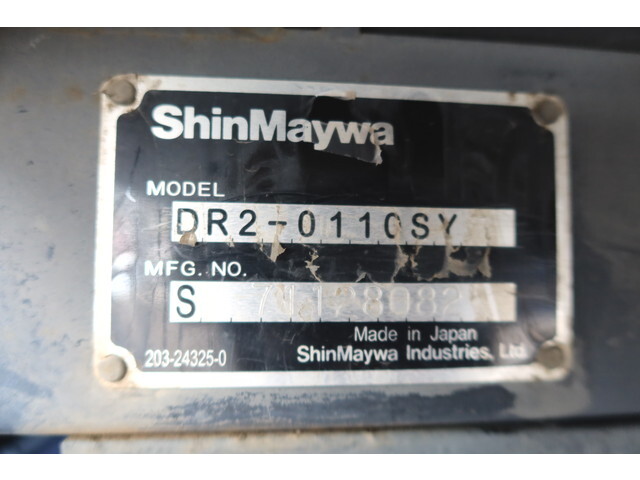 ShinMaywa
MODEL
DR2-0110SY
MFG. NO.
S
Made in Japan
203-24325-0
ShinMaywa Industries, Ltd.